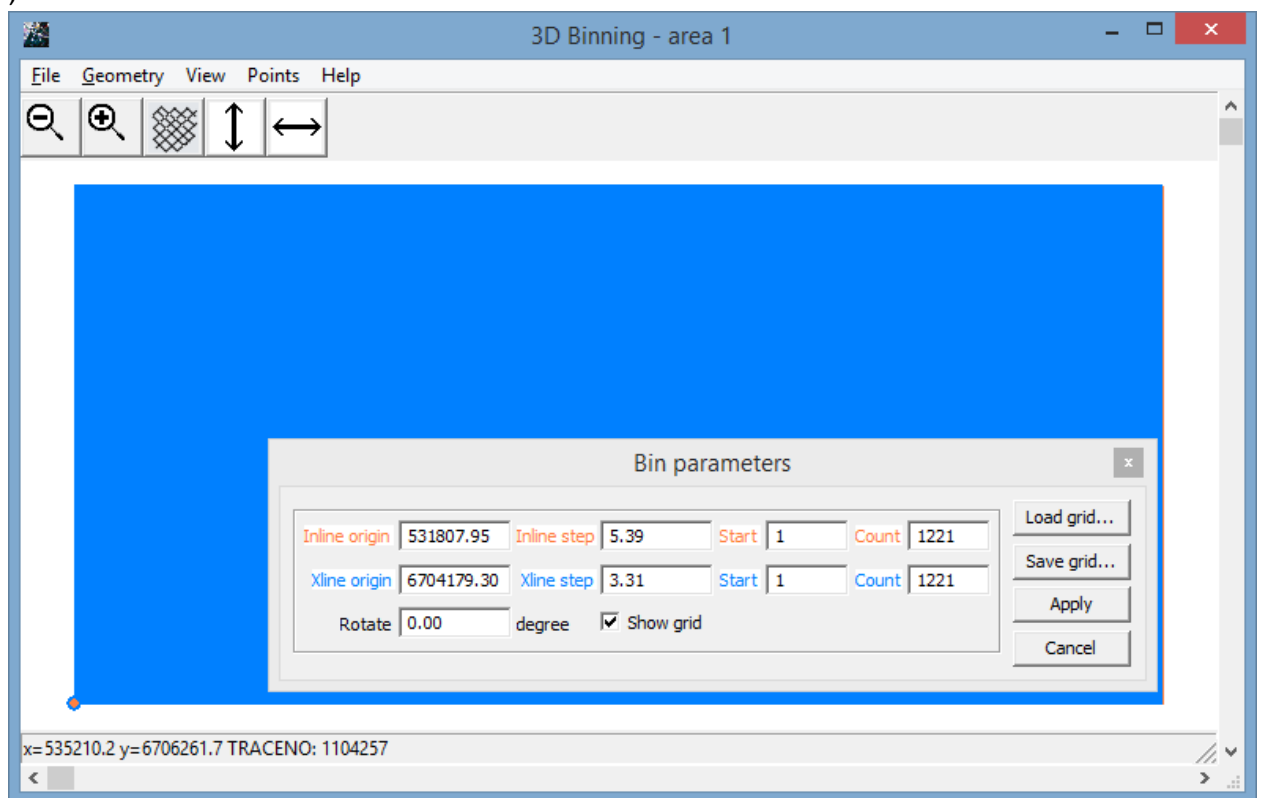 )
3D Binning - area 1
File Geometry View Points Help
Bin parameters
Inline origin 531807.95 Inline step 5.39 Start 1 Count 1221
Xline origin 6704179.30 Xline step 3.31 Start 1 Count 1221
Rotate 0.00 degree Show grid
Load grid...
Save grid...
Apply
Cancel
x=535210.2 y=6706261.7 TRACENO: 1104257